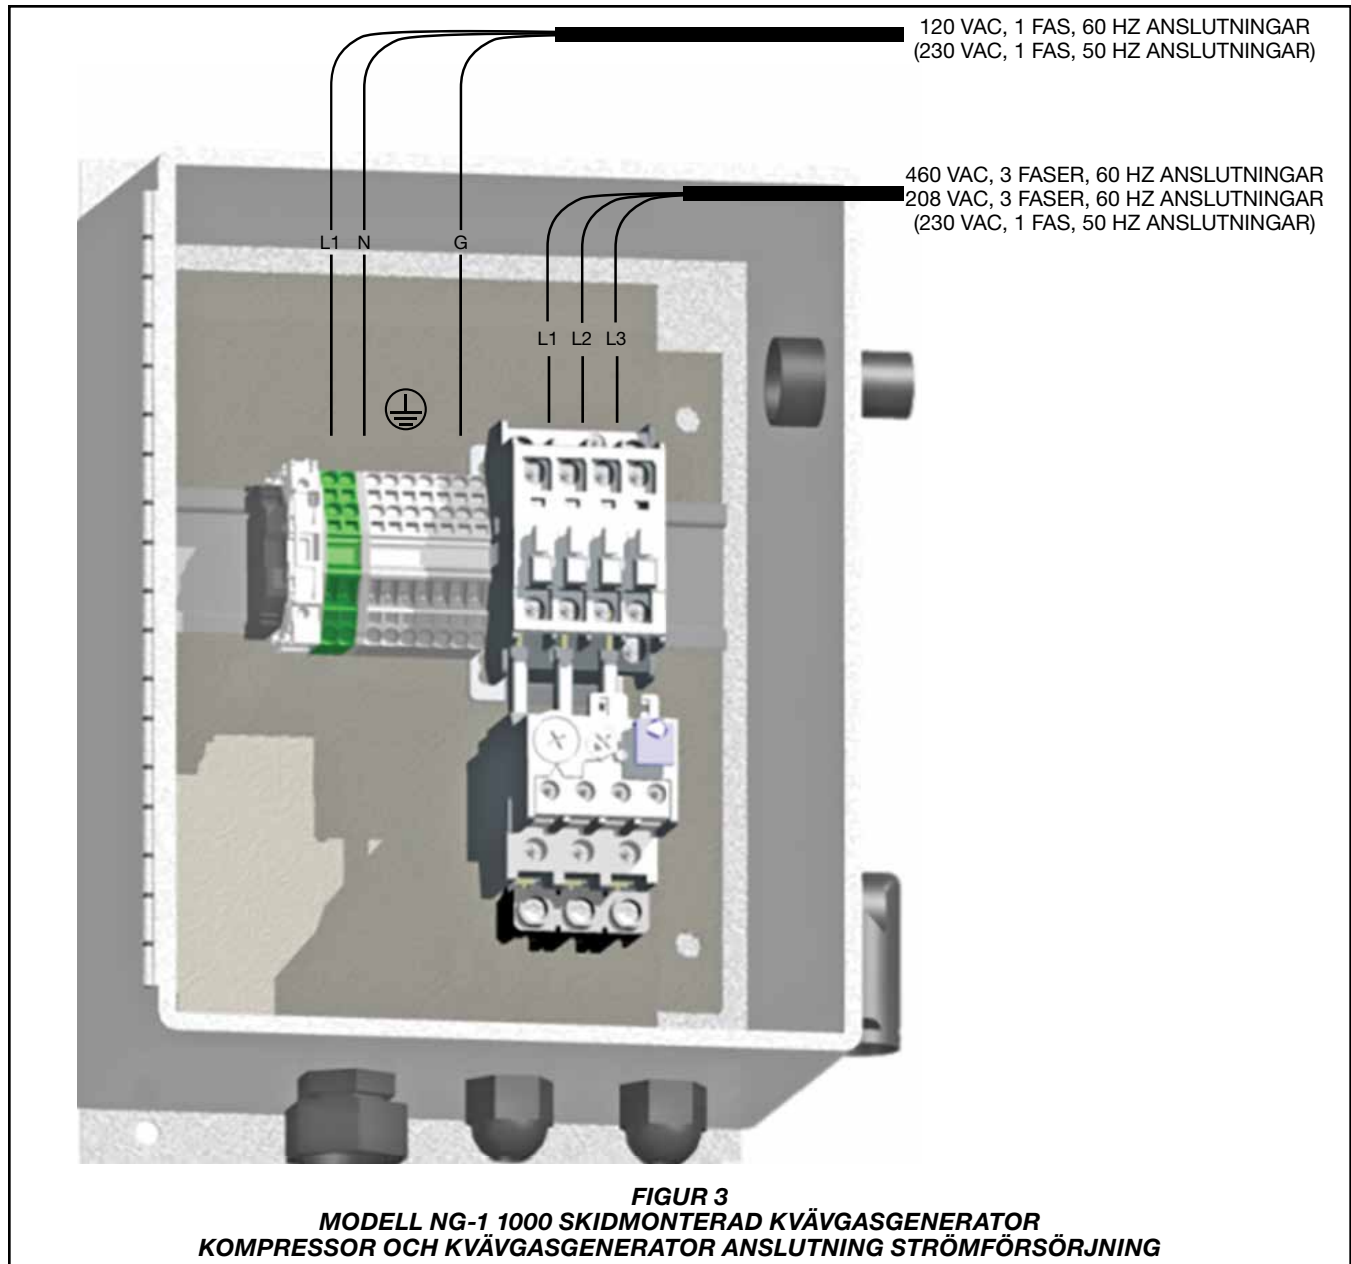 120 VAC, 1 FAS, 60 HZ ANSLUTNINGAR
(230 VAC, 1 FAS, 50 HZ ANSLUTNINGAR)
460 VAC, 3 FASER, 60 HZ ANSLUTNINGAR
208 VAC, 3 FASER, 60 HZ ANSLUTNINGAR
(230 VAC, 1 FAS, 50 HZ ANSLUTNINGAR)
L1 N G
L1 L2 L3
FIGUR 3
MODELL NG-1 1000 SKIDMONTERAD KVÄVGASGENERATOR
KOMPRESSOR OCH KVÄVGASGENERATOR ANSLUTNING STRÖMFÖRSÖRJNING